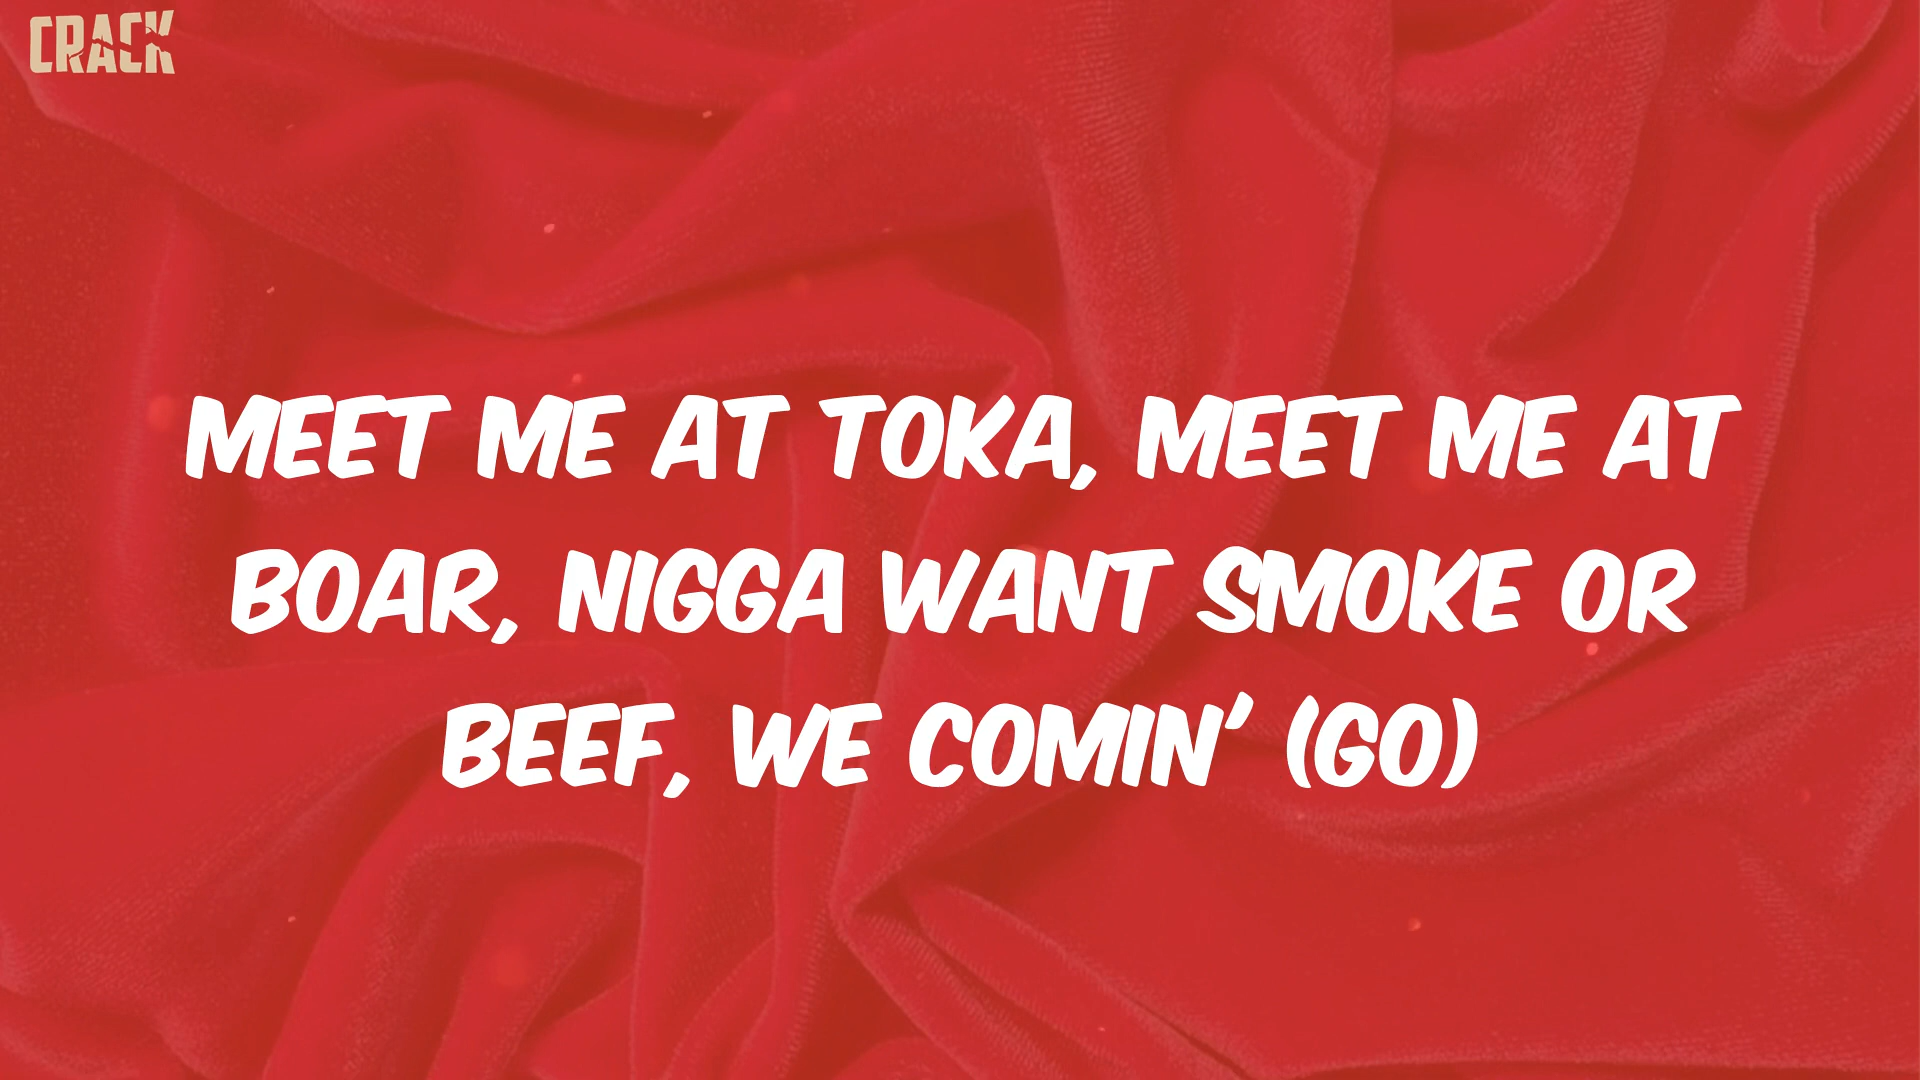 CRACK
MEET ME AT TOKA, MEET ME AT
BOAR, NIGGA WANT SMOKE OR
BEEF, WE COMIN' (GO)